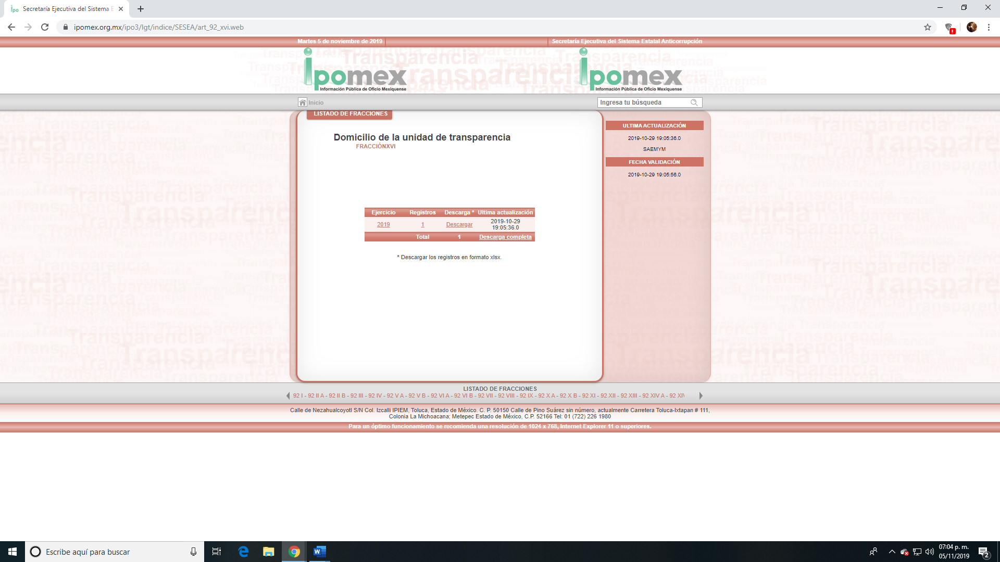 Secretaría Ejecutiva del Sistema E
ipomex.org.mx/ipo3/lgt/indice/SESEA/art_92_xvi.web
Martes 5 de noviembre de 2019
Secretaría Ejecutiva del Sistema Estatal Anticorrupción
ipomex
Información Pública de Oficio Mexiquense
ipomex
Información Pública de Oficio Mexiquense
Inicio
Ingresa tu búsqueda
LISTADO DE FRACCIONES
Domicilio de la unidad de transparencia
FRACCIÓNXVI
ULTIMA ACTUALIZACIÓN
2019-10-29 19:05:36.0
SAEMYM
FECHA VALIDACIÓN
2019-10-29 19:05:56.0
Ejercicio Registros Descarga * Ultima actualización
2019 1 Descargar 2019-10-29 19:05:36.0
Total 1 Descarga completa
* Descargar los registros en formato xlsx.
LISTADO DE FRACCIONES
92 I - 92 II A - 92 II B - 92 III - 92 IV - 92 V A - 92 V B - 92 VI A - 92 VI B - 92 VII - 92 VIII - 92 IX - 92 X A - 92 X B - 92 XI - 92 XII - 92 XIII - 92 XIV A - 92 XIV
Calle de Nezahualcoyotl S/N Col. Izcalli IPIEM, Toluca, Estado de México. C. P. 50150 Calle de Pino Suárez sin número, actualmente Carretera Toluca-Ixtapan # 111,
Colonia La Michoacana; Metepec Estado de México, C.P. 52166 Tel: 01 (722) 226 1980
Para un óptimo funcionamiento se recomienda una resolución de 1024 x 768, Internet Explorer 11 o superiores.
Escribe aquí para buscar
07:04 p. m.
05/11/2019
2